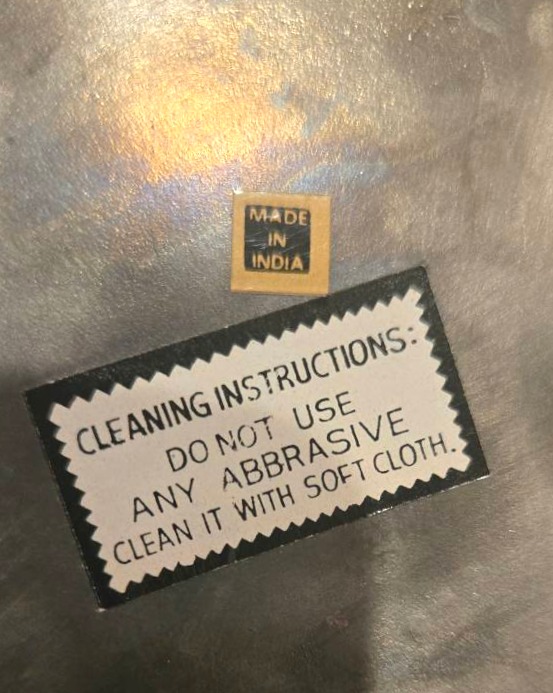 MADE
IN
INDIA
CLEANING INSTRUCTIONS:
DO NOT USE
ANY ABBRASIVE
CLEAN IT WITH SOFT CLOTH.